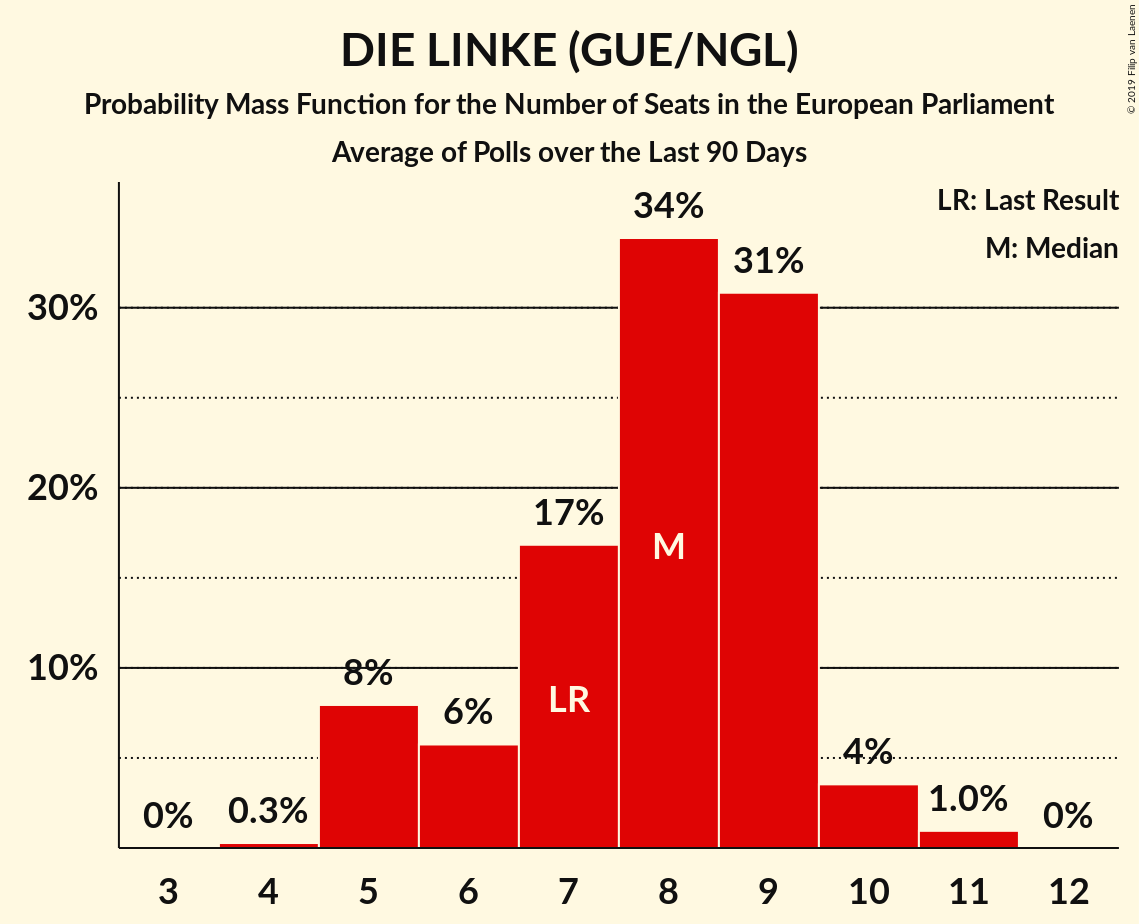 DIE LINKE (GUE/NGL)
Probability Mass Function for the Number of Seats in the European Parliament
Average of Polls over the Last 90 Days
© 2019 Filip van Laenen
LR: Last Result
M: Median
34%
31%
30%
20%
17%
M
10%
8%
LR
6%
4%
1.0%
0.3%
0%
0%
3 4 5 6 7 8 9 10 11 12